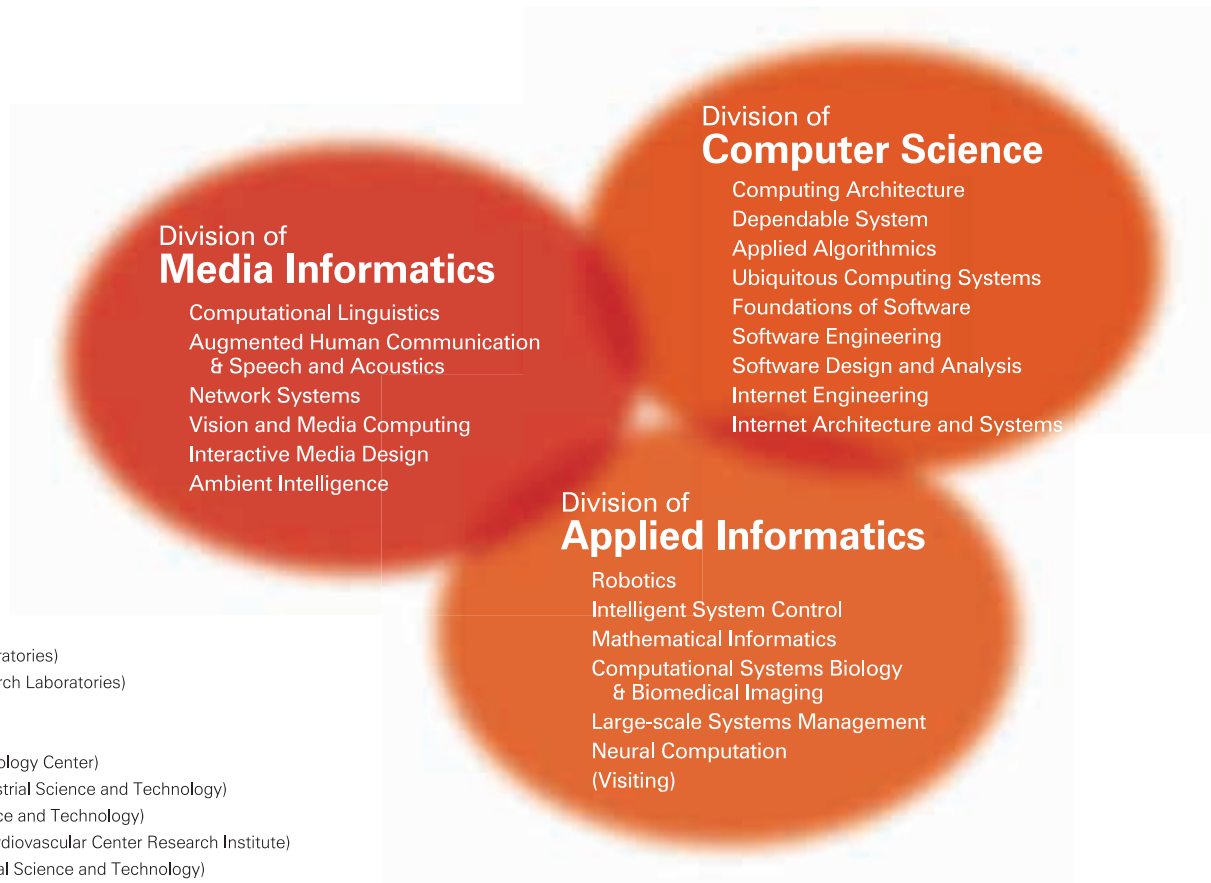 Division of
Computer Science
Computing Architecture
Dependable System
Applied Algorithmics
Ubiquitous Computing Systems
Foundations of Software
Software Engineering
Software Design and Analysis
Internet Engineering
Internet Architecture and Systems
Division of
Media Informatics
Computational Linguistics
Augmented Human Communication
& Speech and Acoustics
Network Systems
Vision and Media Computing
Interactive Media Design
Ambient Intelligence
Division of
Applied Informatics
Robotics
Intelligent System Control
Mathematical Informatics
Computational Systems Biology
& Biomedical Imaging
Large-scale Systems Management
Neural Computation
(Visiting)
ratories)
rch Laboratories)
ology Center)
strial Science and Technology)
ce and Technology)
rdiovascular Center Research Institute)
al Science and Technology)